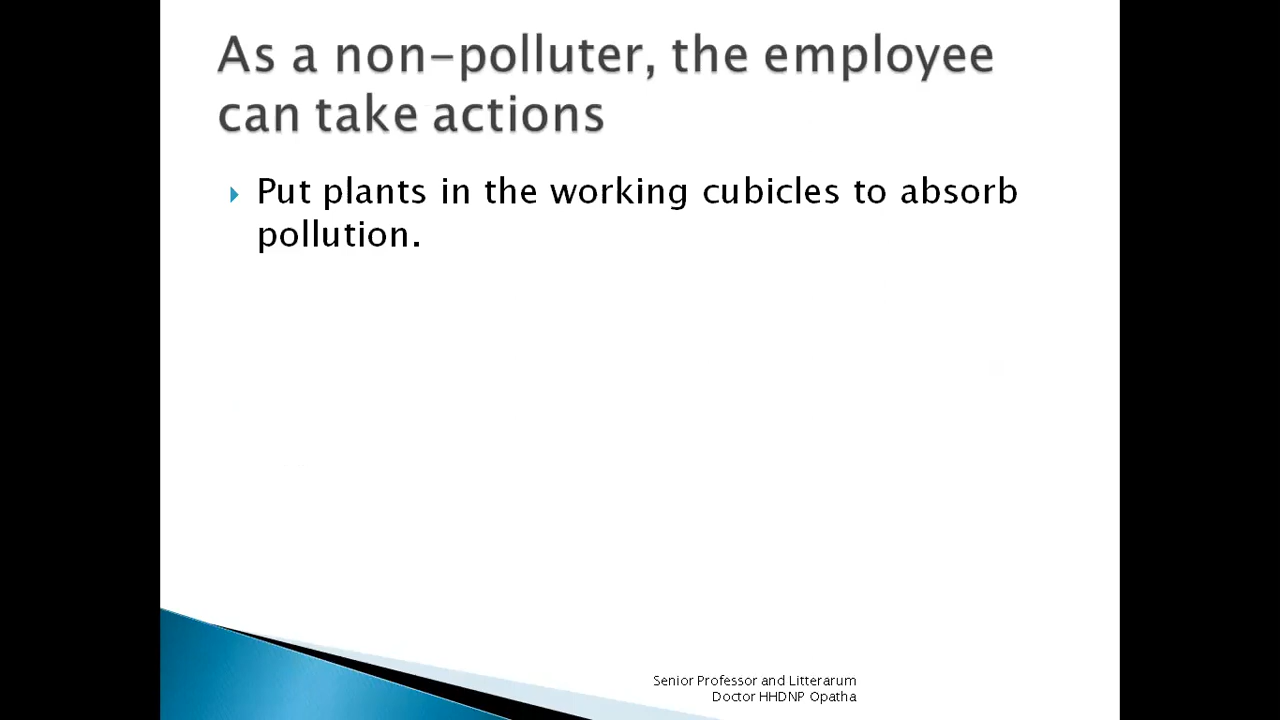 As a non-polluter, the employee
can take actions
Put plants in the working cubicles to absorb
pollution.
Senior Professor and Litterarum
Doctor HHDNP Opatha